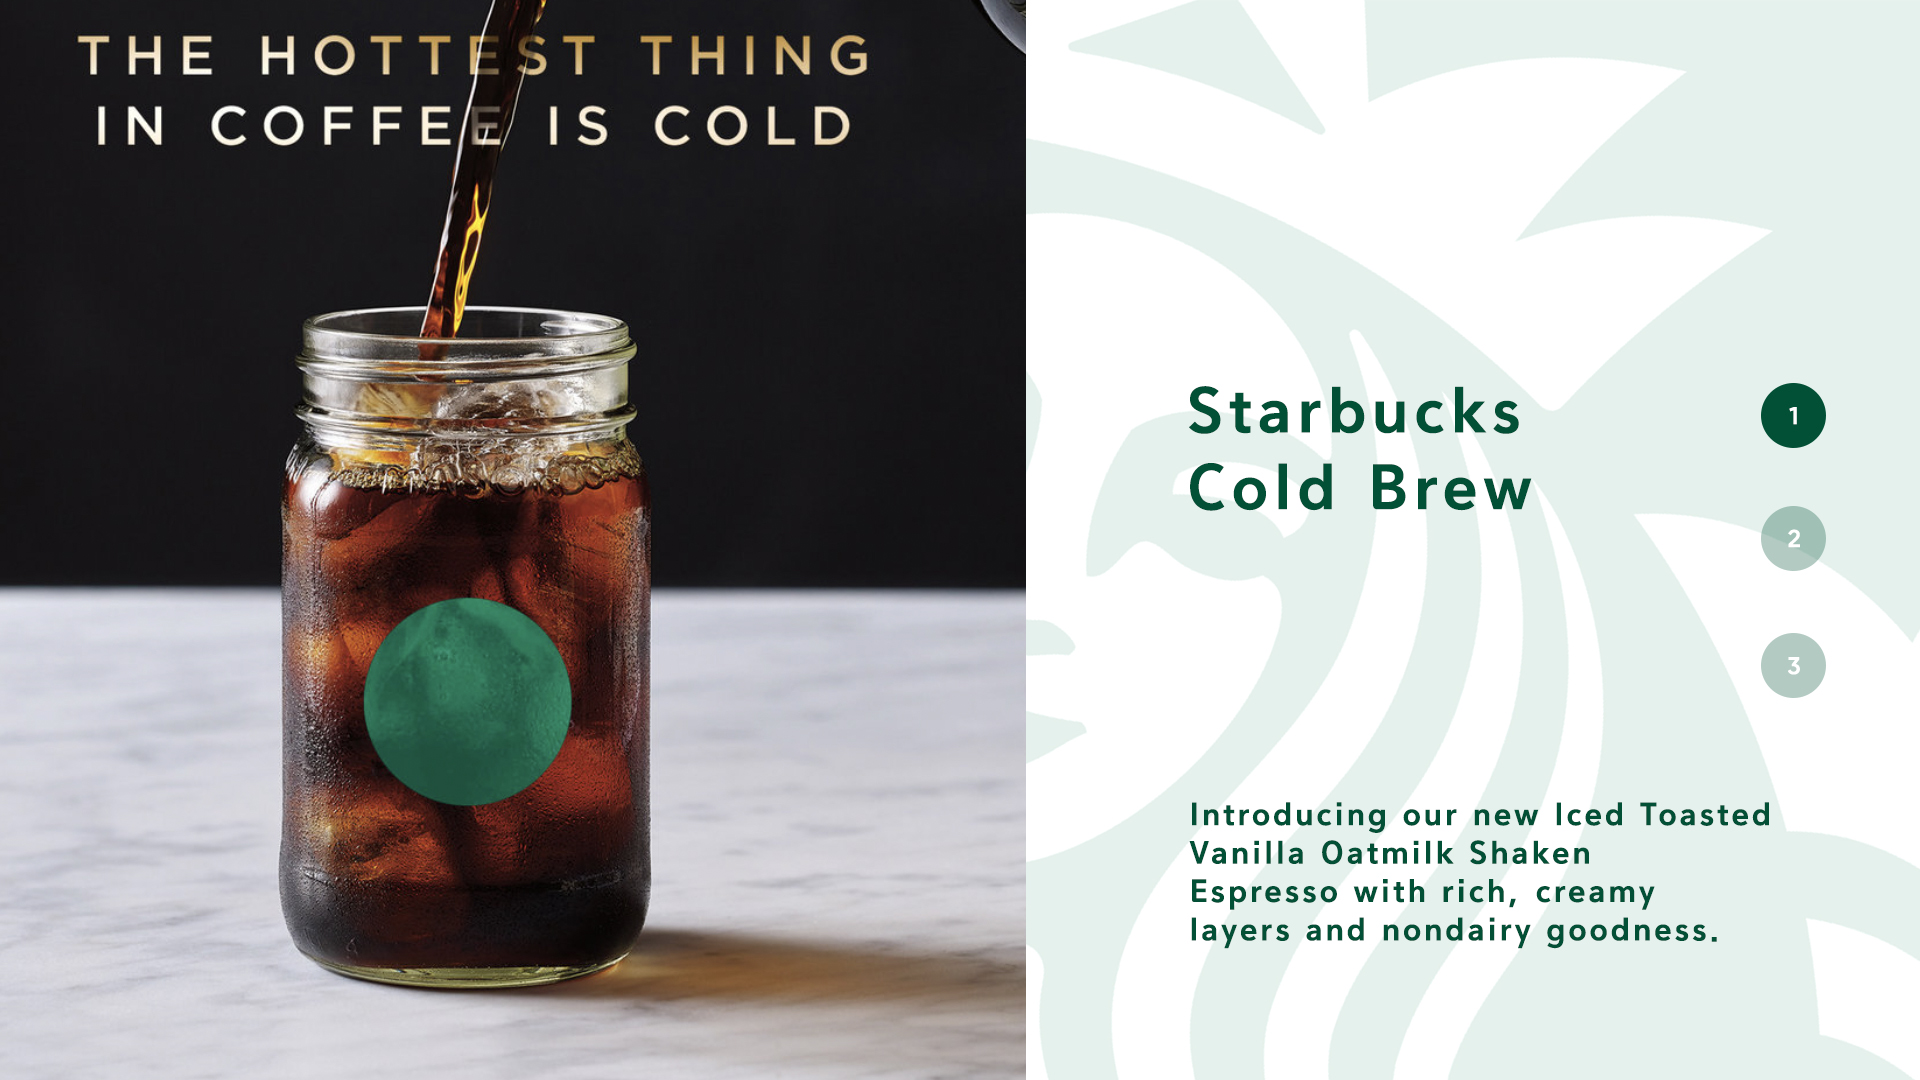 THE HOTTEST THING
IN COFFEE IS COLD
Starbucks
Cold Brew
1
2
3
Introducing our new Iced Toasted
Vanilla Oatmilk Shaken
Espresso with rich, creamy
layers and nondairy goodness.